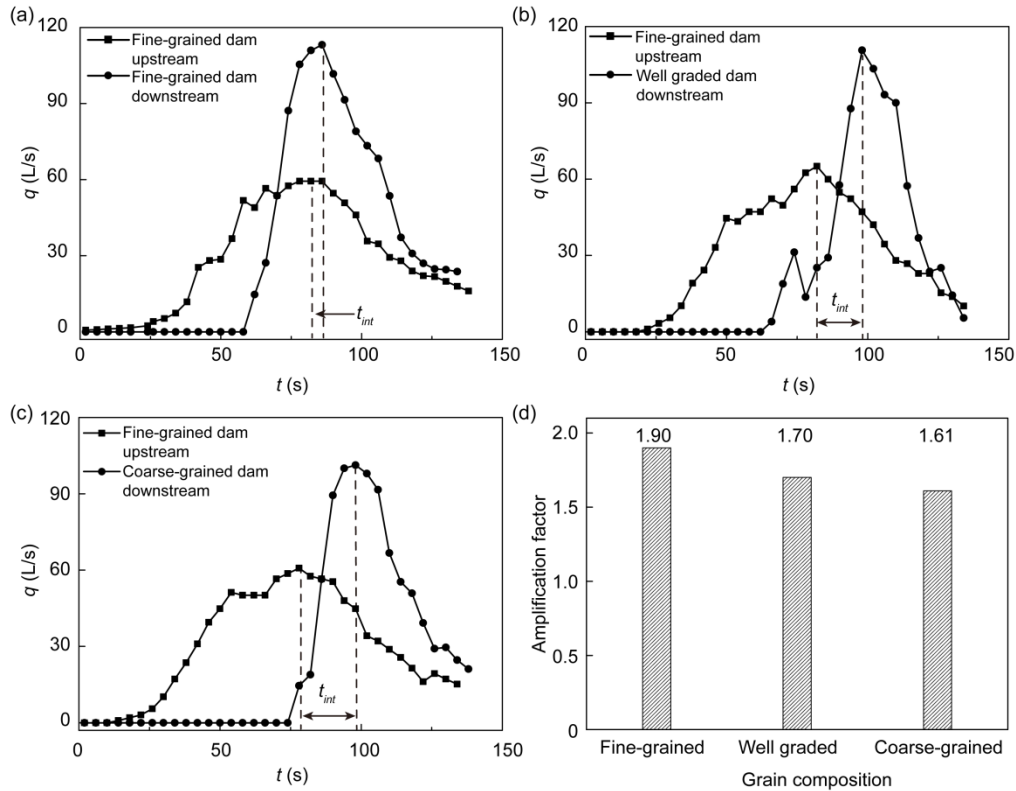 (a)
120
90
60
30
0
q (L/s)
Fine-grained dam
upstream
Fine-grained dam
downstream
t_int
0 50 100 150
t (s)
(b)
120
90
60
30
0
q (L/s)
Fine-grained dam
upstream
Well graded dam
downstream
t_int
0 50 100 150
t (s)
(c)
120
90
60
30
0
q (L/s)
Fine-grained dam
upstream
Coarse-grained dam
downstream
t_int
0 50 100 150
t (s)
(d)
2.0
1.5
1.0
0.5
0
Amplification factor
1.90 1.70 1.61
Fine-grained Well graded Coarse-grained
Grain composition